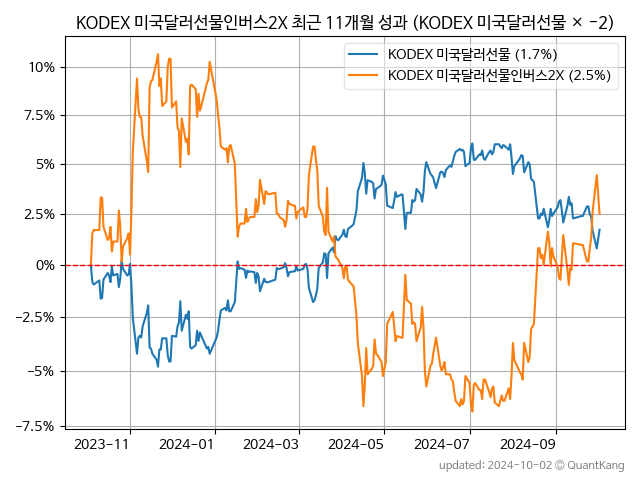 KODEX 미국달러선물인버스2X 최근 11개월 성과 (KODEX 미국달러선물 × -2)
KODEX 미국달러선물 (1.7%)
KODEX 미국달러선물인버스2X (2.5%)
10%
7.5%
5%
2.5%
0%
-2.5%
-5%
-7.5%
2023-11 2024-01 2024-03 2024-05 2024-07 2024-09
updated: 2024-10-02 © QuantKang